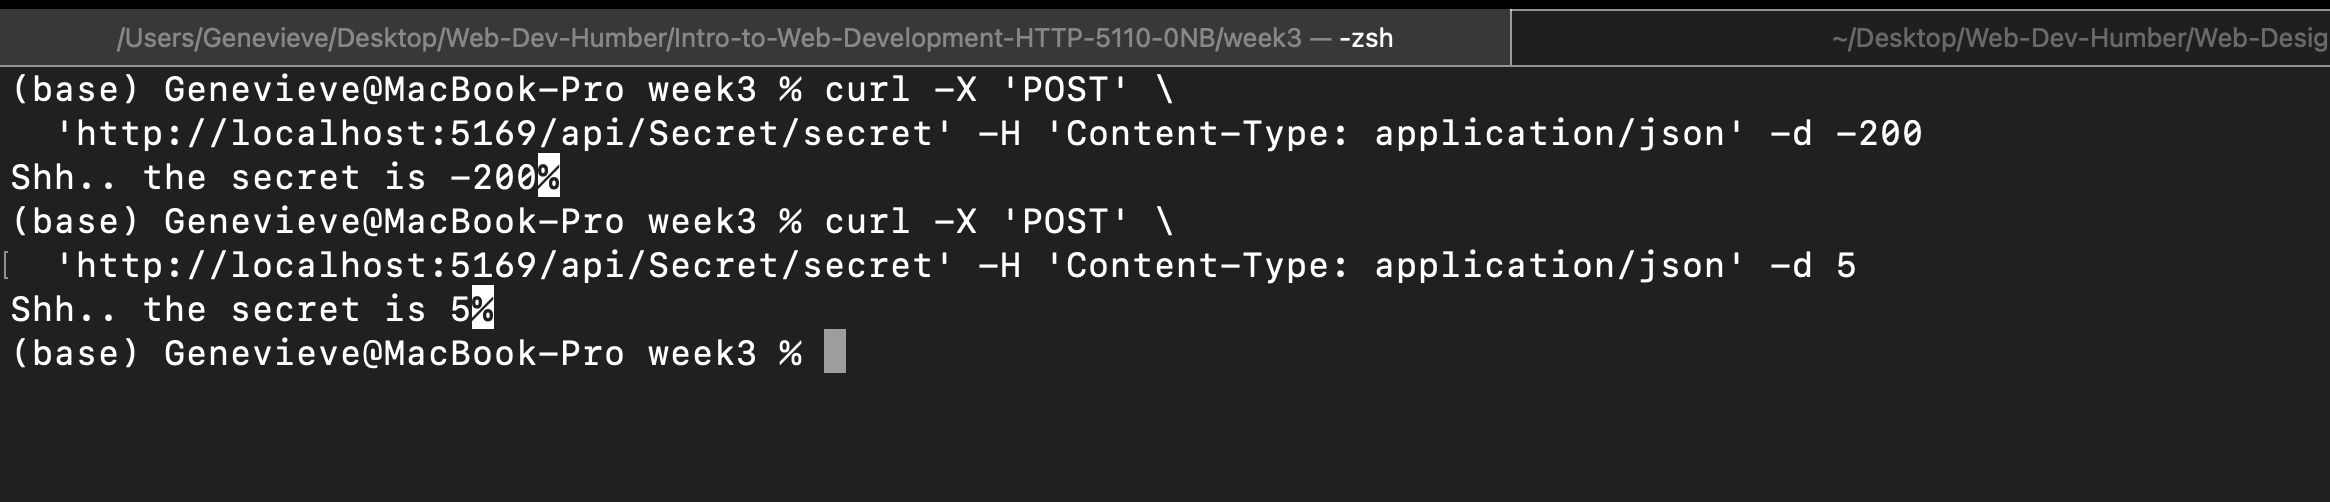 /Users/Genevieve/Desktop/Web-Dev-Humber/Intro-to-Web-Development-HTTP-5110-0NB/week3 — -zsh
~/Desktop/Web-Dev-Humber/Web-Desig
(base) Genevieve@MacBook-Pro week3 % curl -X 'POST' \
  'http://localhost:5169/api/Secret/secret' -H 'Content-Type: application/json' -d -200
Shh.. the secret is -200%
(base) Genevieve@MacBook-Pro week3 % curl -X 'POST' \
[  'http://localhost:5169/api/Secret/secret' -H 'Content-Type: application/json' -d 5
Shh.. the secret is 5%
(base) Genevieve@MacBook-Pro week3 %